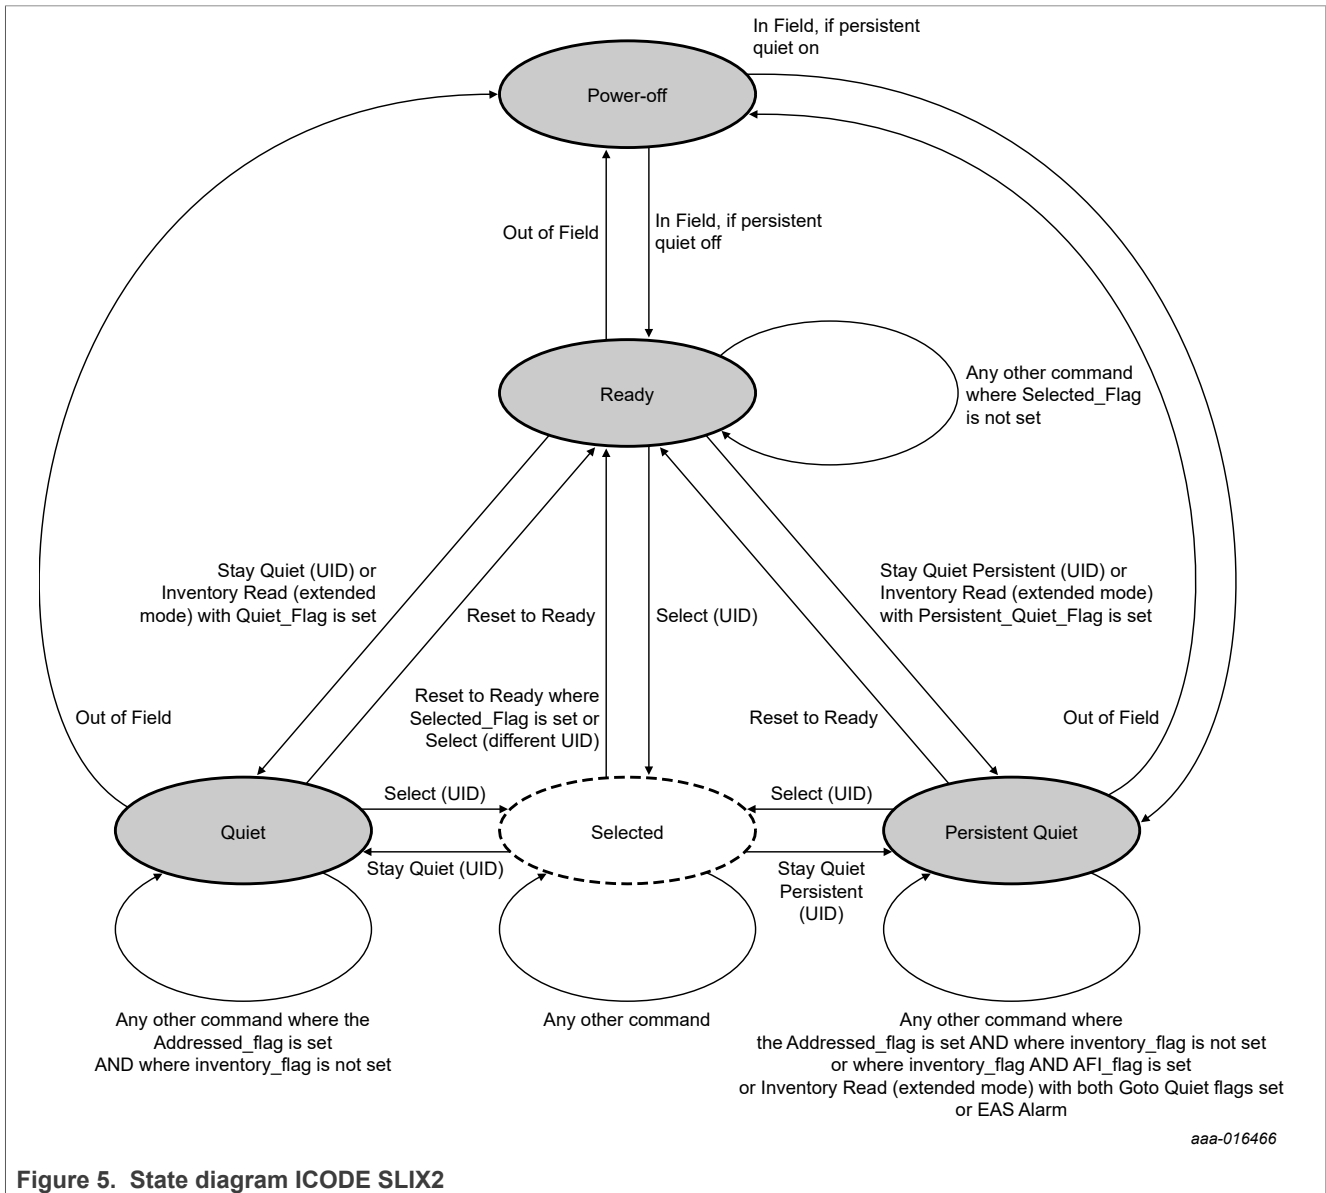 In Field, if persistent
quiet on
Power-off
Out of Field
In Field, if persistent
quiet off
Ready
Any other command
where Selected_Flag
is not set
Stay Quiet (UID) or
Inventory Read (extended
mode) with Quiet_Flag is set
Reset to Ready
Select (UID)
Stay Quiet Persistent (UID) or
Inventory Read (extended mode)
with Persistent_Quiet_Flag is set
Out of Field
Reset to Ready where
Selected_Flag is set or
Select (different UID)
Reset to Ready
Out of Field
Quiet
Select (UID)
Stay Quiet (UID)
Selected
Select (UID)
Stay Quiet
Persistent
(UID)
Persistent Quiet
Any other command where the
Addressed_flag is set
AND where inventory_flag is not set
Any other command
Any other command where
the Addressed_flag is set AND where inventory_flag is not set
or where inventory_flag AND AFI_flag is set
or Inventory Read (extended mode) with both Goto Quiet flags set
or EAS Alarm
aaa-016466
Figure 5. State diagram ICODE SLIX2